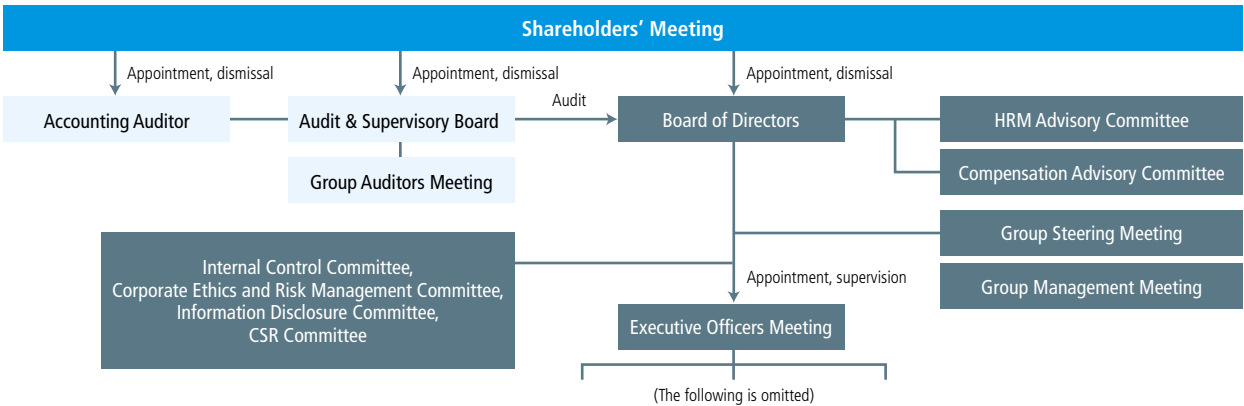 Shareholders’ Meeting
Appointment, dismissal
Appointment, dismissal
Appointment, dismissal
Audit
Accounting Auditor
Audit & Supervisory Board
Board of Directors
HRM Advisory Committee
Group Auditors Meeting
Compensation Advisory Committee
Group Steering Meeting
Internal Control Committee,
Corporate Ethics and Risk Management Committee,
Information Disclosure Committee,
CSR Committee
Appointment, supervision
Group Management Meeting
Executive Officers Meeting
(The following is omitted)